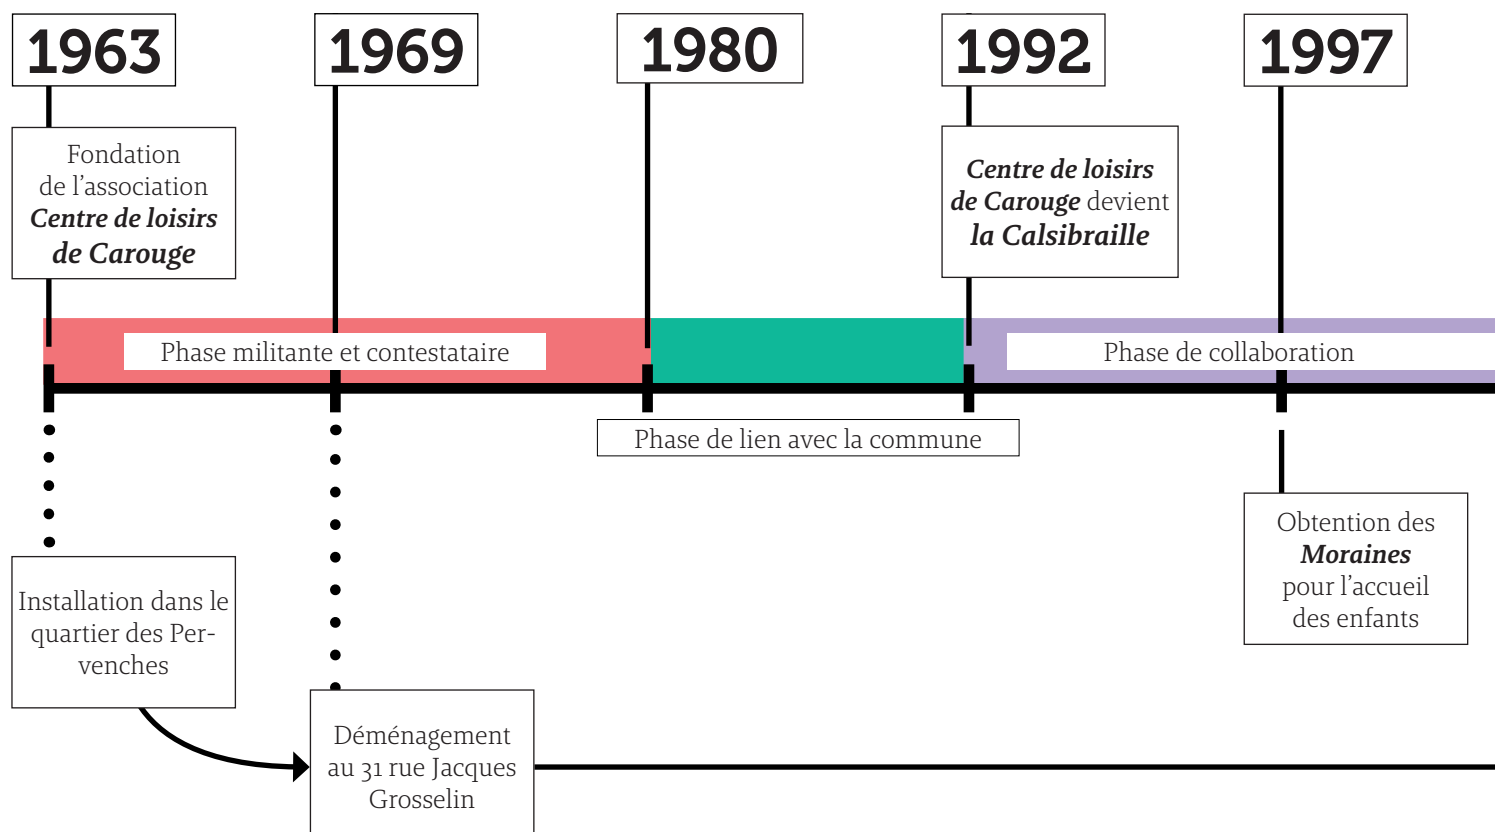 1963
1969
1980
1992
1997
Fondation
de l'association
Centre de loisirs
de Carouge
Centre de loisirs
de Carouge devient
la Calsibraille
Phase militante et contestataire
Phase de collaboration
Phase de lien avec la commune
Obtention des
Moraines
pour l'accueil
des enfants
Installation dans le
quartier des Per-
venches
Déménagement
au 31 rue Jacques
Grosselin